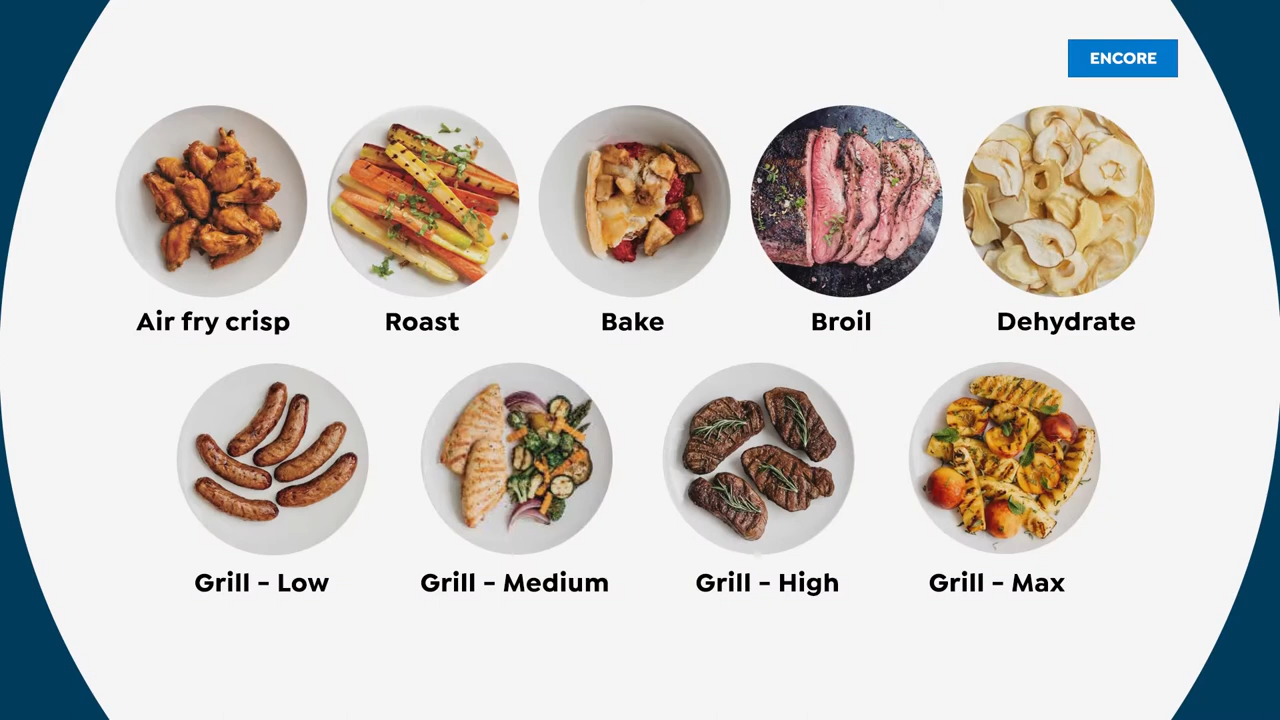 ENCORE
Air fry crisp
Roast
Bake
Broil
Dehydrate
Grill - Low
Grill - Medium
Grill - High
Grill - Max